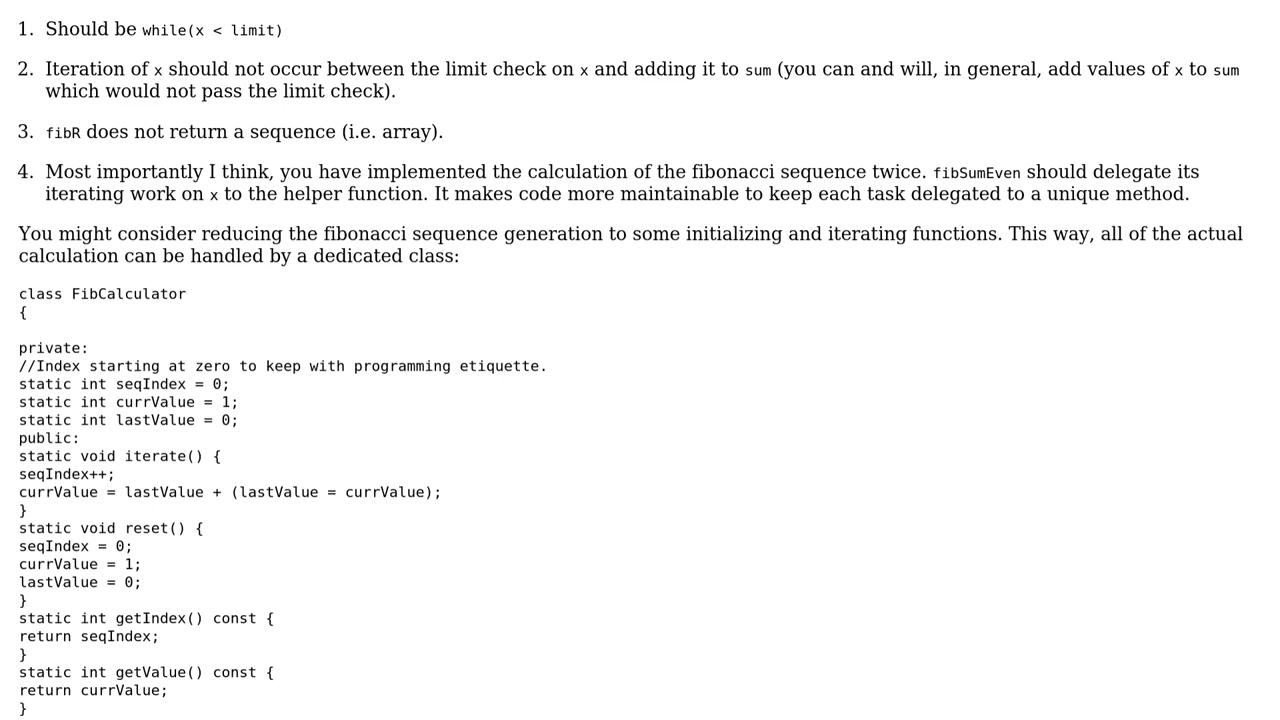 1. Should be while(x < limit)
2. Iteration of x should not occur between the limit check on x and adding it to sum (you can and will, in general, add values of x to sum
which would not pass the limit check).
3. fibR does not return a sequence (i.e. array).
4. Most importantly I think, you have implemented the calculation of the fibonacci sequence twice. fibSumEven should delegate its
iterating work on x to the helper function. It makes code more maintainable to keep each task delegated to a unique method.
You might consider reducing the fibonacci sequence generation to some initializing and iterating functions. This way, all of the actual
calculation can be handled by a dedicated class:
class FibCalculator
{
private:
//Index starting at zero to keep with programming etiquette.
static int seqIndex = 0;
static int currValue = 1;
static int lastValue = 0;
public:
static void iterate() {
seqIndex++;
currValue = lastValue + (lastValue = currValue);
}
static void reset() {
seqIndex = 0;
currValue = 1;
lastValue = 0;
}
static int getIndex() const {
return seqIndex;
}
static int getValue() const {
return currValue;
}